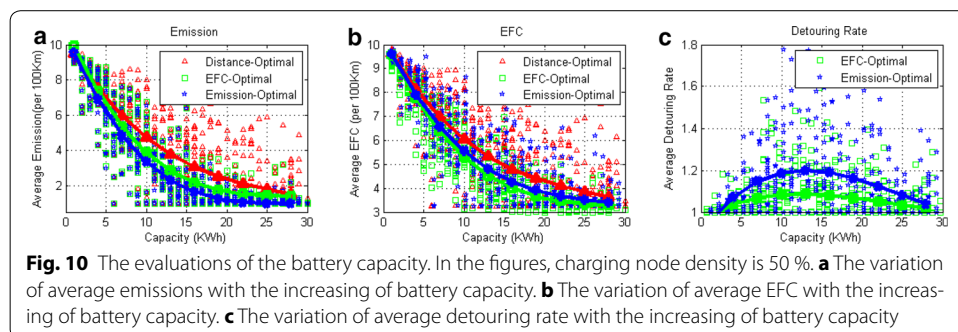 a
Emission
10
9
8
7
6
5
4
3
2
0 5 10 15 20 25 30
Average Emission(per 100Km)
Capacity (KWh)
Distance-Optimal
EFC-Optimal
Emission-Optimal
b
EFC
10
9
8
7
6
5
4
3
0 5 10 15 20 25 30
Average EFC (per 100Km)
Capacity (KWh)
Distance-Optimal
EFC-Optimal
Emission-Optimal
c
Detouring Rate
1.8
1.6
1.4
1.2
1
0 5 10 15 20 25 30
Average Detouring Rate
Capacity (KWh)
EFC-Optimal
Emission-Optimal
Fig. 10 The evaluations of the battery capacity. In the figures, charging node density is 50 %. a The variation
of average emissions with the increasing of battery capacity. b The variation of average EFC with the increas-
ing of battery capacity. c The variation of average detouring rate with the increasing of battery capacity